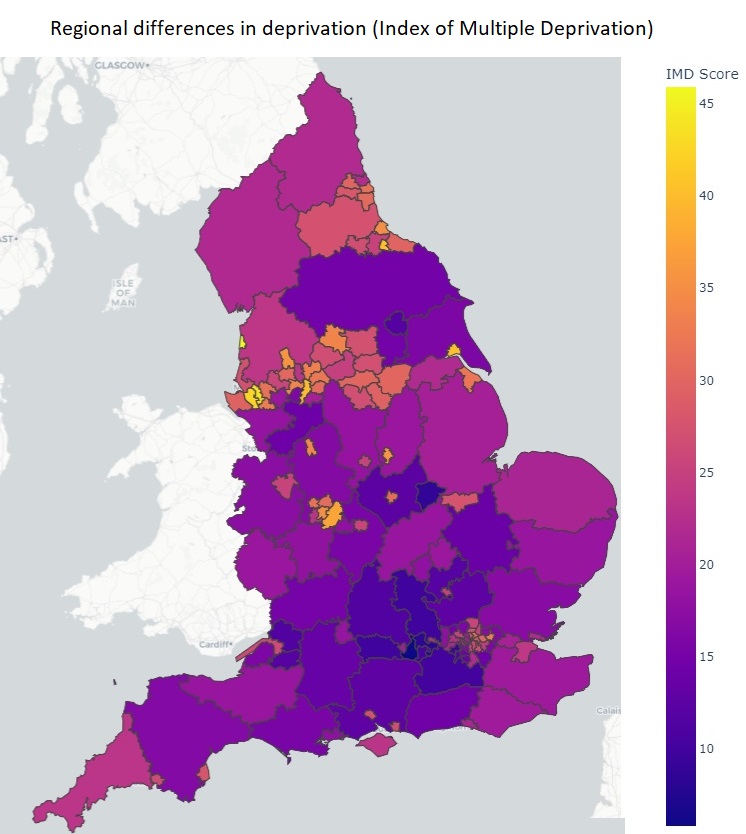 Regional differences in deprivation (Index of Multiple Deprivation)
GLASGOW
IMD Score
45
40
AST
35
ISLE
OF
MAN
30
Sto
25
20
15
Cardiff
Calais
10